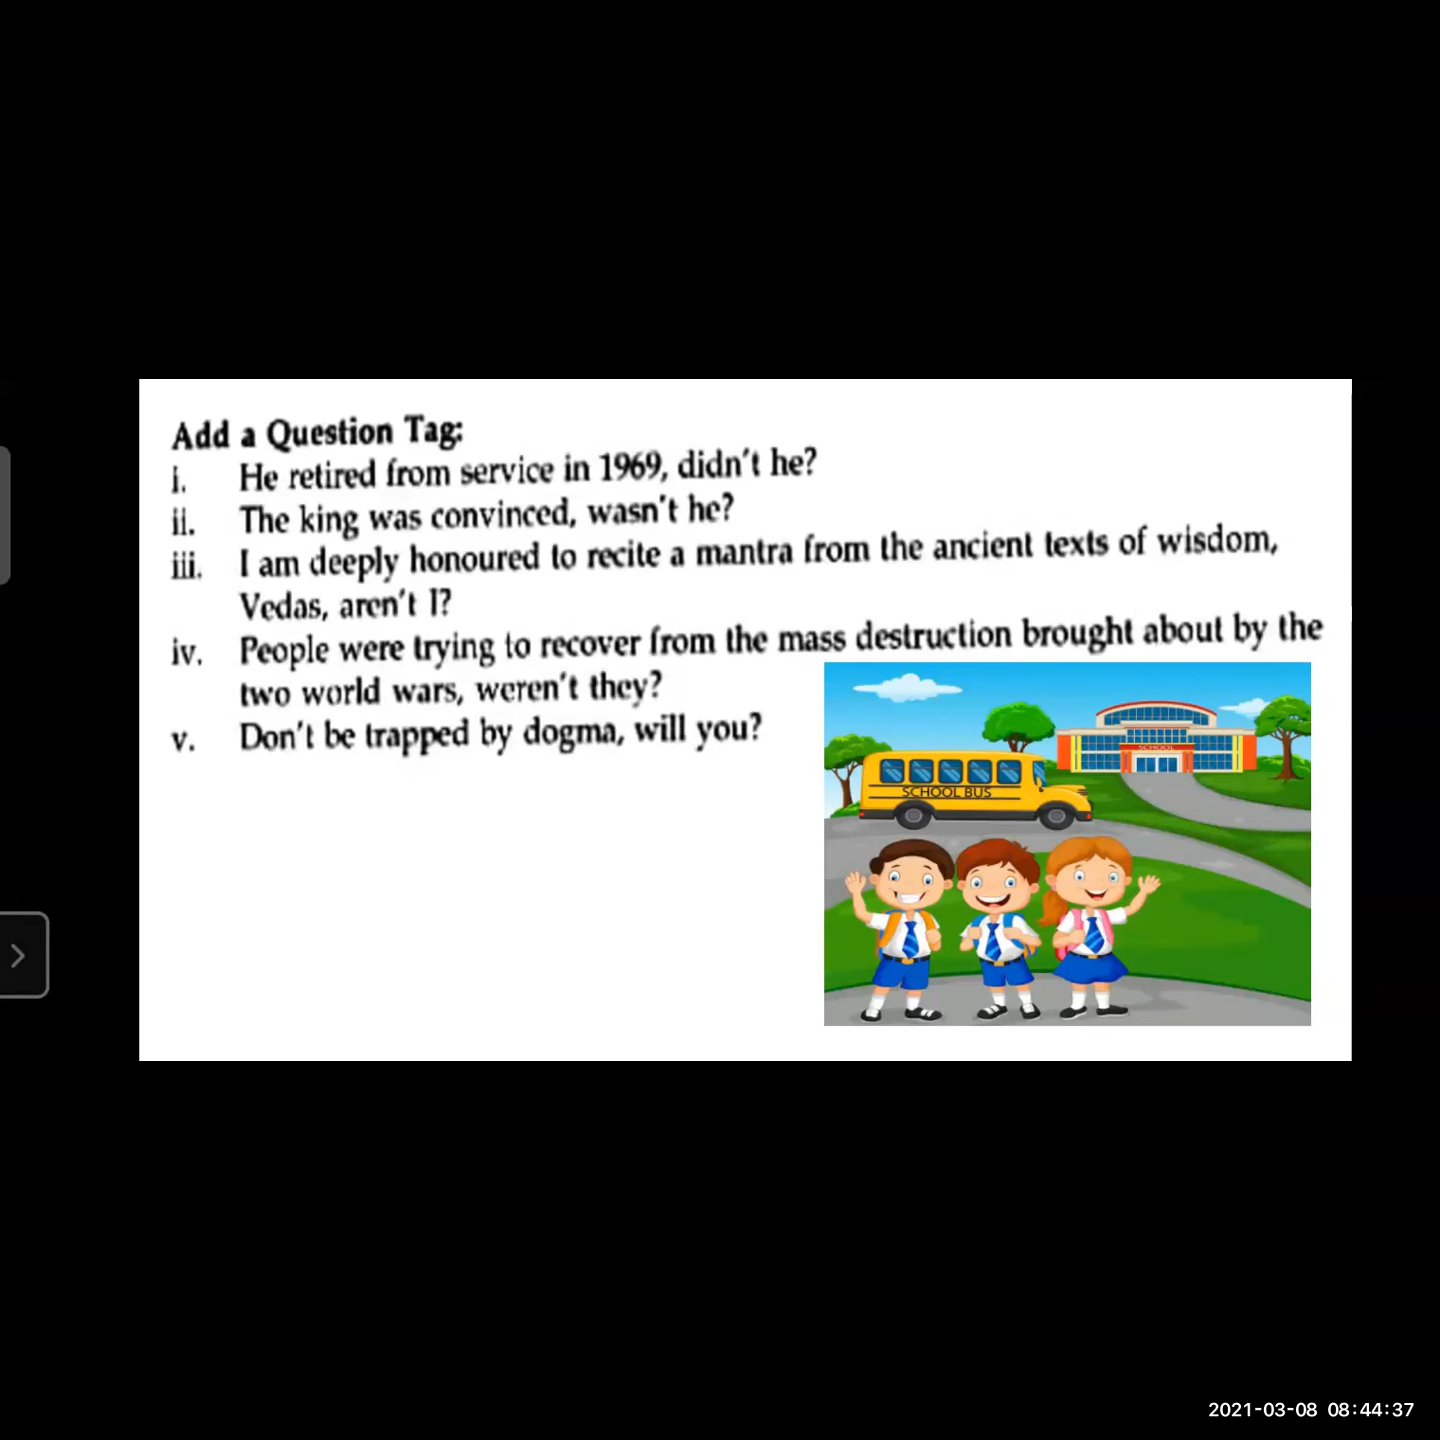 Add a Question Tag:
i. He retired from service in 1969, didn't he?
ii. The king was convinced, wasn't he?
iii. I am deeply honoured to recite a mantra from the ancient texts of wisdom,
Vedas, aren't I?
iv. People were trying to recover from the mass destruction brought about by the
two world wars, weren't they?
v. Don't be trapped by dogma, will you?
SCHOOL
SCHOOL BUS
2021-03-08 08:44:37